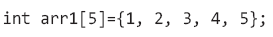 int arr1[5]={1, 2, 3, 4, 5};